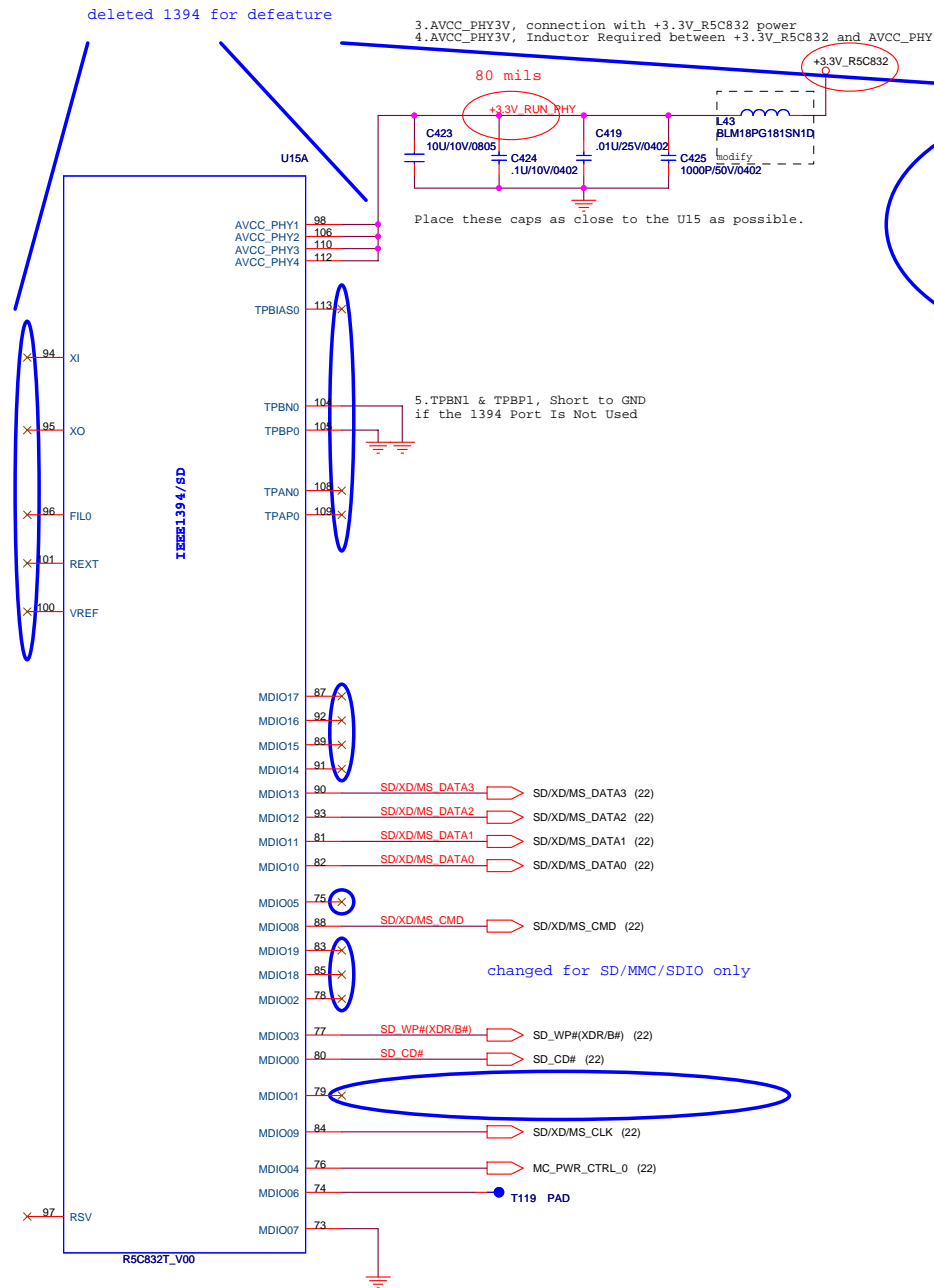 deleted 1394 for defeature
3.AVCC_PHY3V, connection with +3.3V_R5C832 power
4.AVCC_PHY3V, Inductor Required between +3.3V_R5C832 and AVCC_PHY
+3.3V_R5C832
80 mils
+3.3V_RUN_PHY
L43
BLM18PG181SN1D
modify
C423
10U/10V/0805
C424
.1U/10V/0402
C419
.01U/25V/0402
C425
1000P/50V/0402
U15A
Place these caps as close to the U15 as possible.
AVCC_PHY1 98
AVCC_PHY2 106
AVCC_PHY3 110
AVCC_PHY4 112
TPBIAS0 113
94 XI
5.TPBN1 & TPBP1, Short to GND
if the 1394 Port Is Not Used
TPBN0 104
95 XO
TPBP0 105
IEEE1394/SD
TPAN0 108
96 FIL0
TPAP0 109
101 REXT
100 VREF
MDIO17 87
MDIO16 92
MDIO15 89
MDIO14 91
MDIO13 90 SD/XD/MS_DATA3 SD/XD/MS_DATA3 (22)
MDIO12 93 SD/XD/MS_DATA2 SD/XD/MS_DATA2 (22)
MDIO11 81 SD/XD/MS_DATA1 SD/XD/MS_DATA1 (22)
MDIO10 82 SD/XD/MS_DATA0 SD/XD/MS_DATA0 (22)
MDIO05 75
MDIO08 88 SD/XD/MS_CMD SD/XD/MS_CMD (22)
MDIO19 83
MDIO18 85
changed for SD/MMC/SDIO only
MDIO02 78
MDIO03 77 SD_WP#(XDR/B#) SD_WP#(XDR/B#) (22)
MDIO00 80 SD_CD# SD_CD# (22)
MDIO01 79
MDIO09 84 SD/XD/MS_CLK (22)
MDIO04 76 MC_PWR_CTRL_0 (22)
MDIO06 74 T119 PAD
97 RSV
MDIO07 73
R5C832T_V00